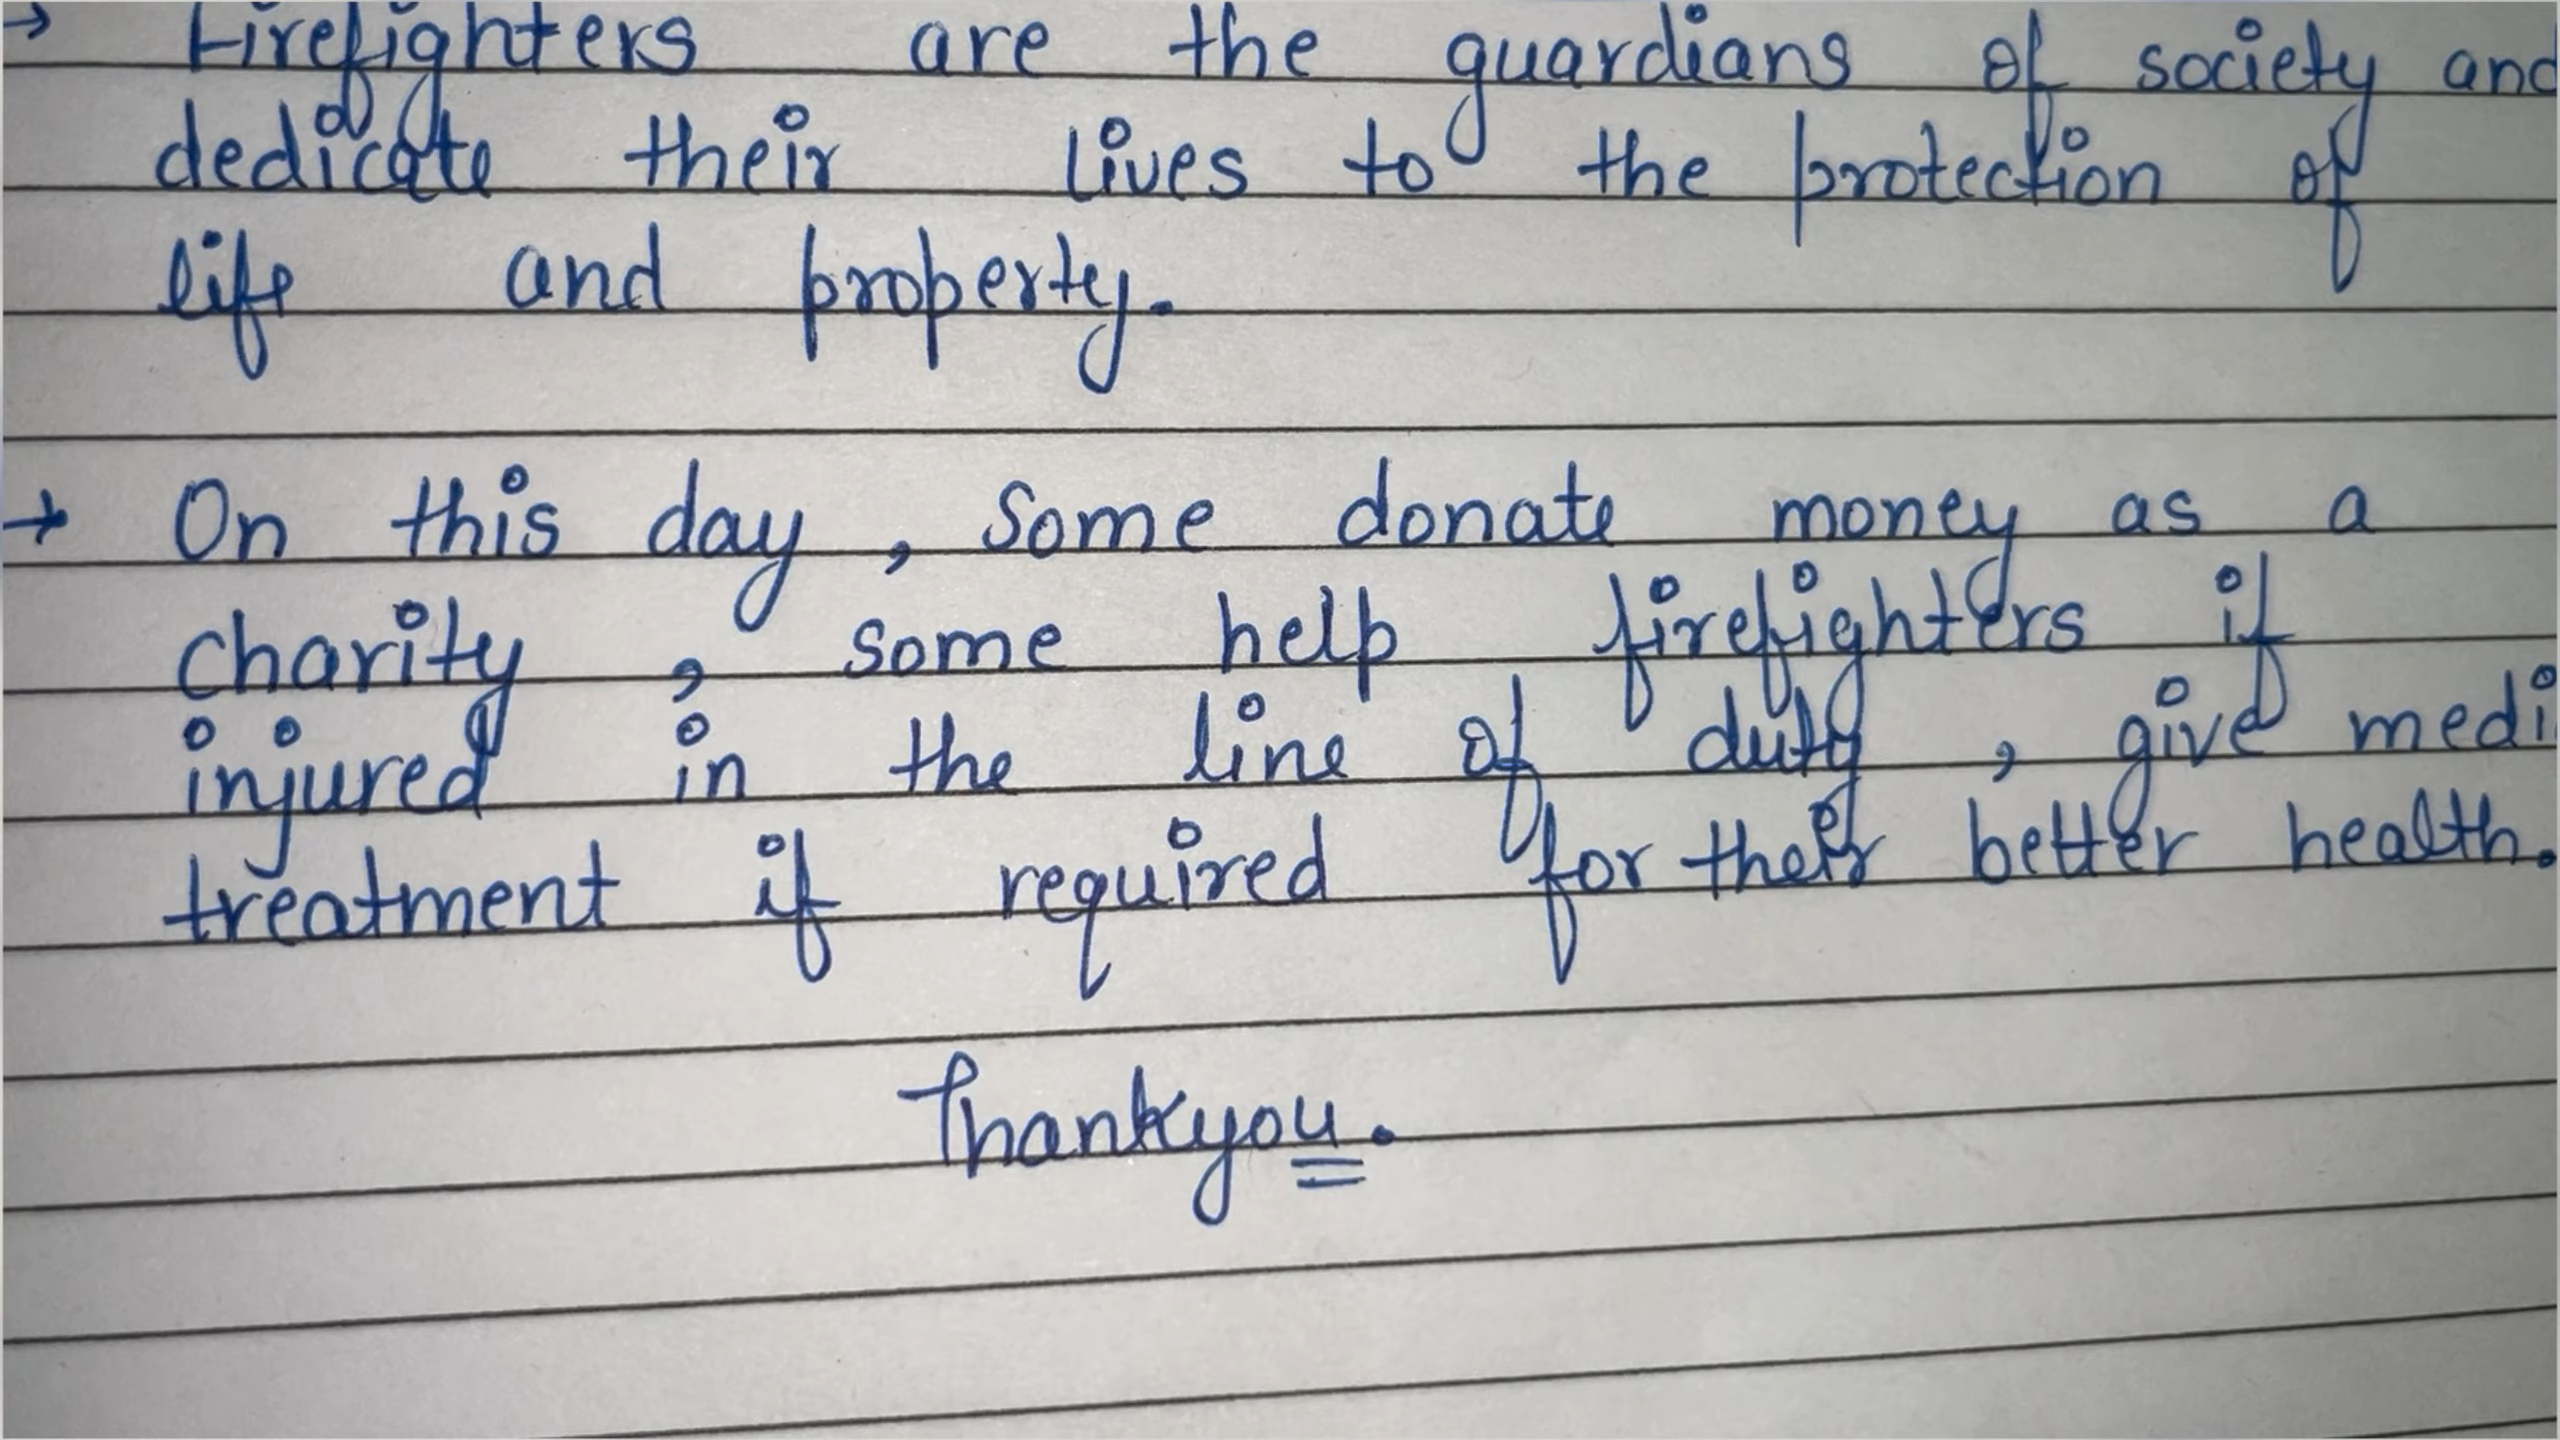 → Firefighters are the guardians of society and
dedicate their lives to the protection of
life and property.
→ On this day, some donate money as a
charity, some help firefighters if
injured in the line of duty, give medi
treatment if required for their better health.
Thankyou.